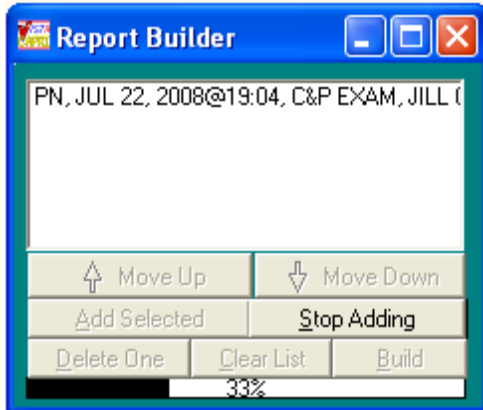 Report Builder
PN, JUL 22, 2008@19:04, C&P EXAM, JILL
Move Up Move Down
Add Selected Stop Adding
Delete One Clear List Build
33%